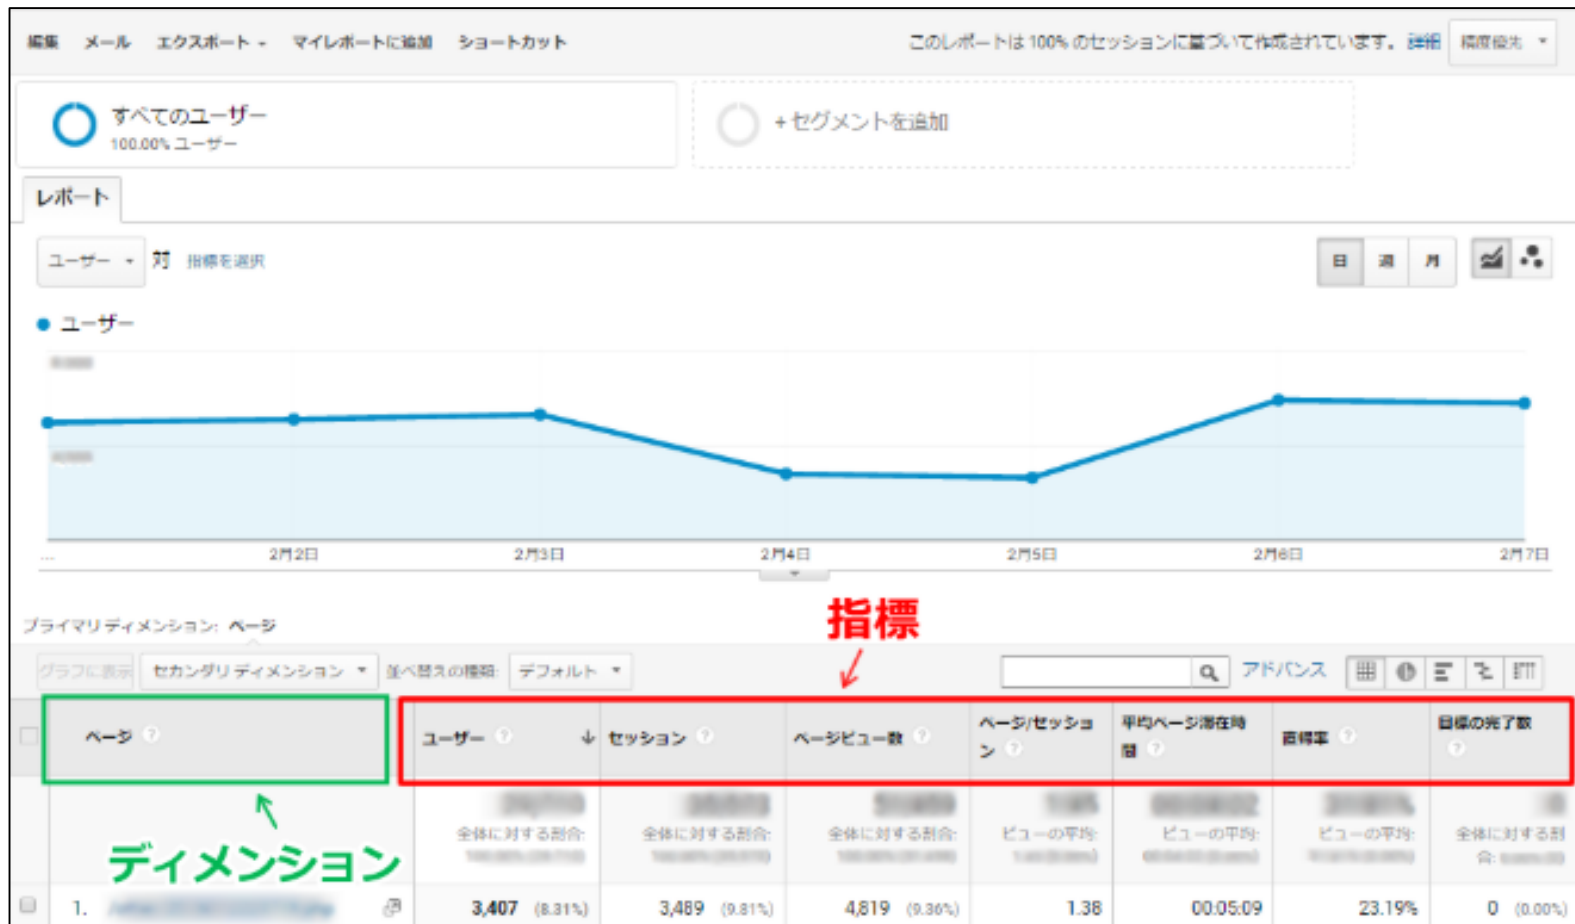 編集 メール エクスポート マイレポートに追加 ショートカット このレポートは 100% のセッションに基づいて作成されています。 詳細 精度優先
すべてのユーザー
100.00% ユーザー
+ セグメントを追加
レポート
ユーザー 対 指標を選択 日 週 月
ユーザー
... 2月2日 2月3日 2月4日 2月5日 2月6日 2月7日
指標
プライマリ ディメンション: ページ
グラフに表示 セカンダリ ディメンション 並べ替えの種類: デフォルト アドバンス
ページ ? ユーザー ? ↓ セッション ? ページビュー数 ? ページ/セッション ? 平均ページ滞在時間 ? 直帰率 ? 目標の完了数 ?
全体に対する割合: 全体に対する割合: 全体に対する割合: ビューの平均: ビューの平均: ビューの平均: 全体に対する割合:
ディメンション
1. 3,407 (8.31%) 3,489 (9.81%) 4,819 (9.36%) 1.38 00:05:09 23.19% 0 (0.00%)